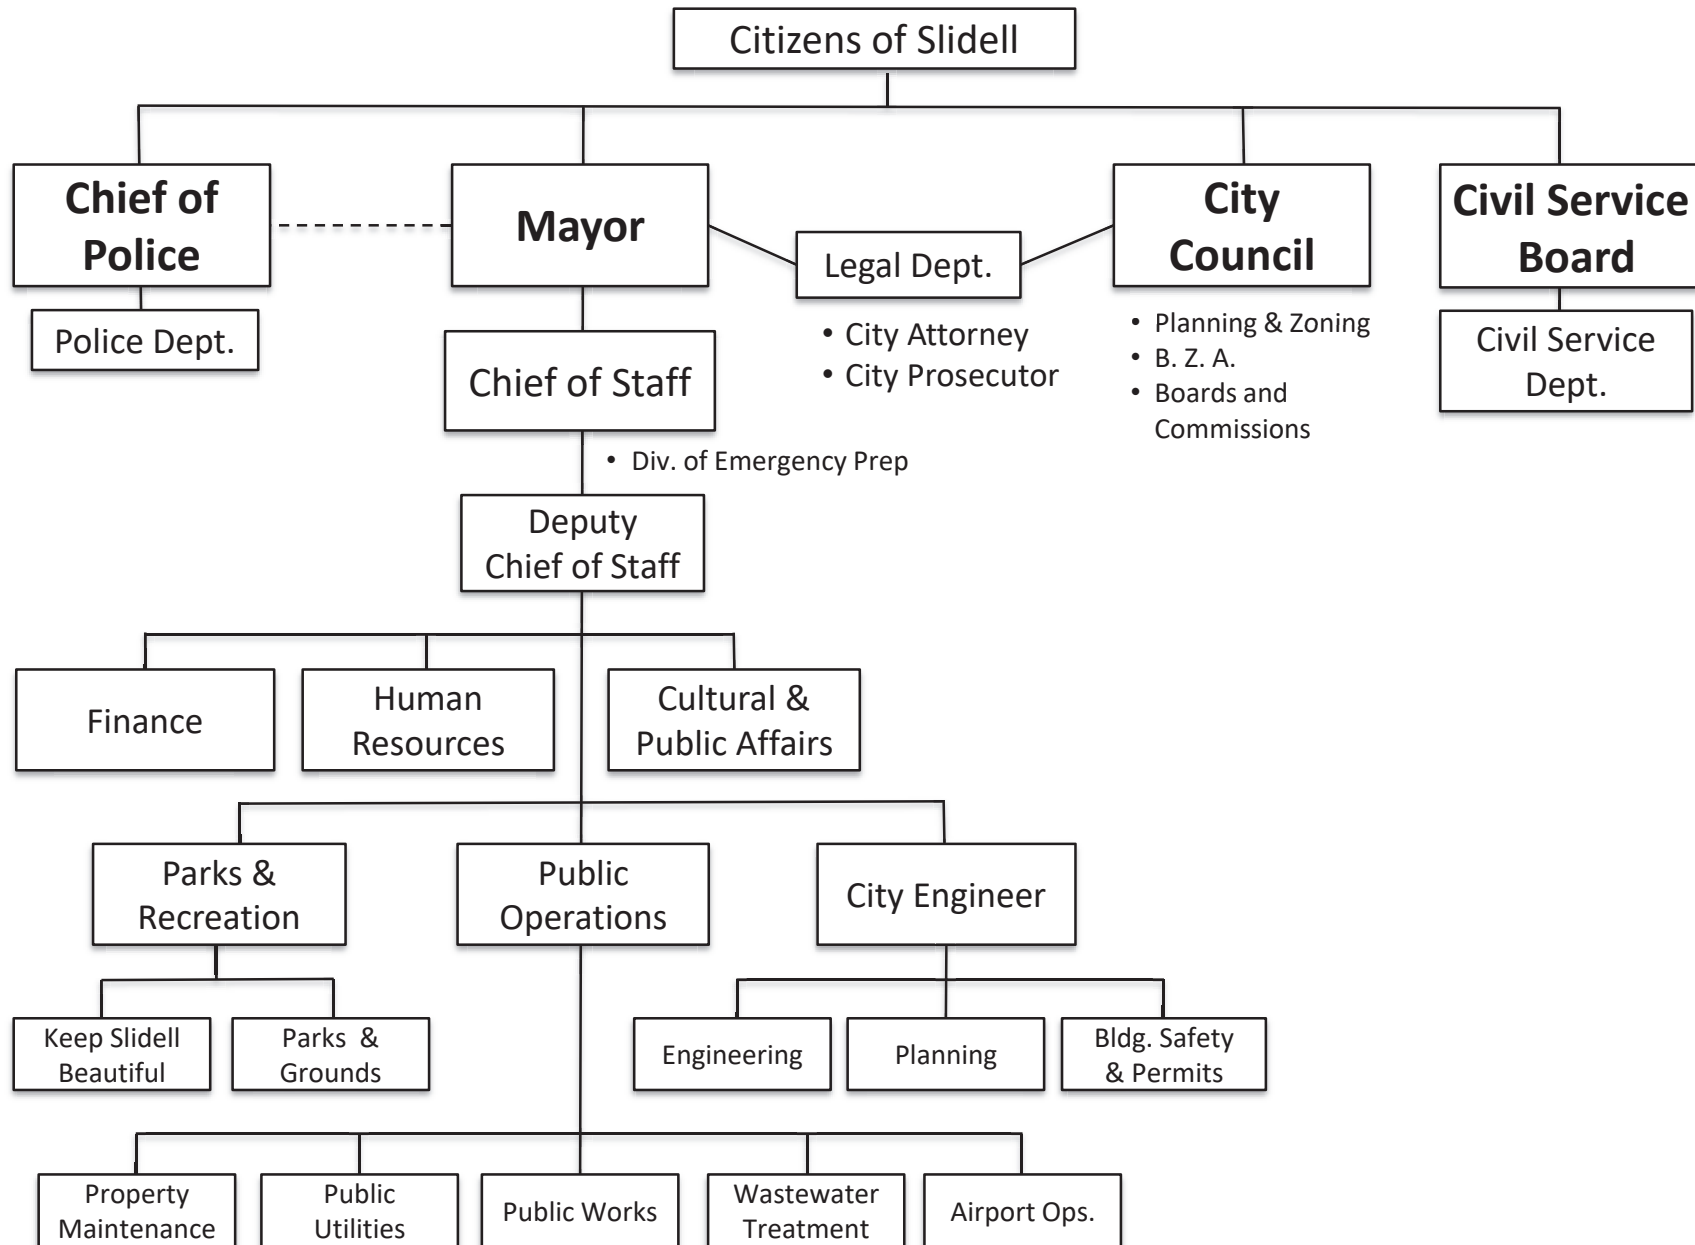 Citizens of Slidell
Chief of
Police
Mayor
City
Council
Civil Service
Board
Legal Dept.
Police Dept.
• City Attorney
• City Prosecutor
• Planning & Zoning
• B. Z. A.
• Boards and
Commissions
Civil Service
Dept.
Chief of Staff
• Div. of Emergency Prep
Deputy
Chief of Staff
Finance
Human
Resources
Cultural &
Public Affairs
Parks &
Recreation
Public
Operations
City Engineer
Keep Slidell
Beautiful
Parks &
Grounds
Engineering
Planning
Bldg. Safety
& Permits
Property
Maintenance
Public
Utilities
Public Works
Wastewater
Treatment
Airport Ops.